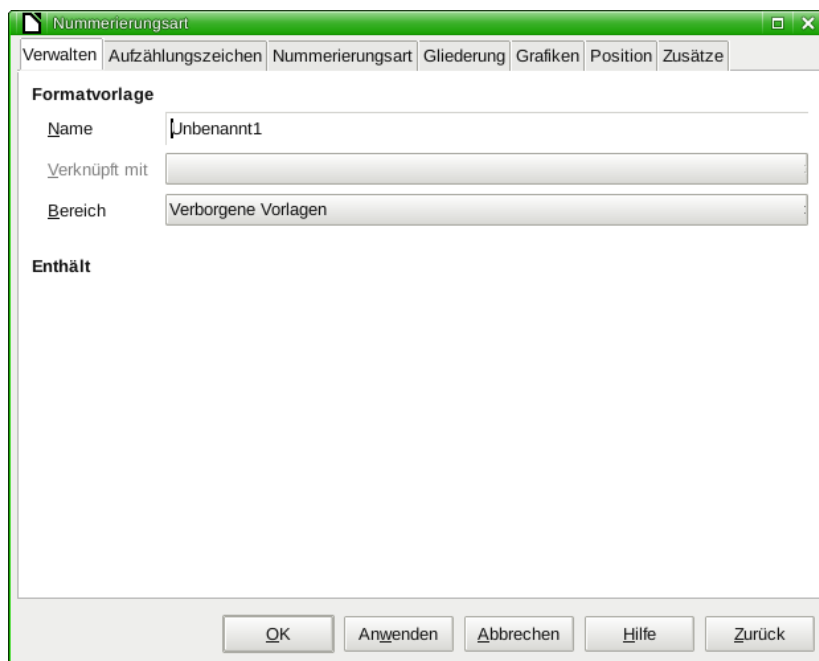 Nummerierungsart
Verwalten Aufzählungszeichen Nummerierungsart Gliederung Grafiken Position Zusätze
Formatvorlage
Name Unbenannt1
Verknüpft mit
Bereich Verborgene Vorlagen
Enthält
OK Anwenden Abbrechen Hilfe Zurück